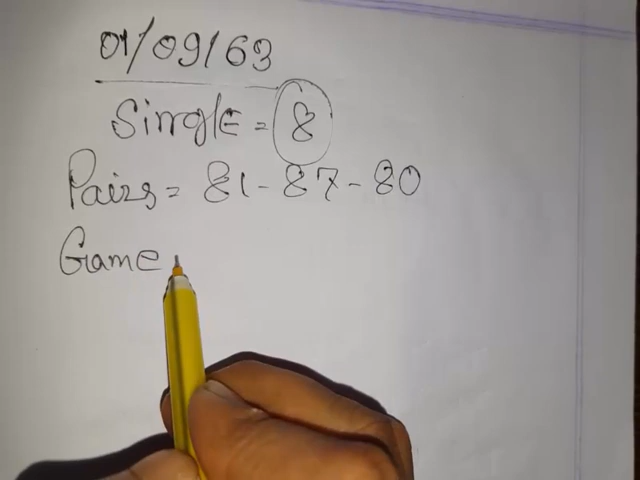 01/09/63
Single = 8
Pairs = 81-87-80
Game